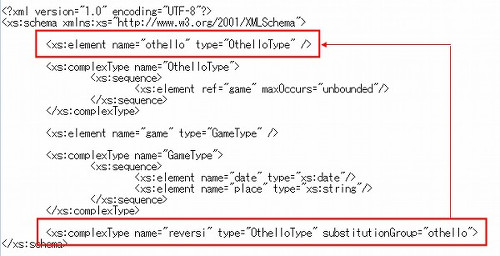 <?xml version="1.0" encoding="UTF-8"?>
<xs:schema xmlns:xs="http://www.w3.org/2001/XMLSchema">
<xs:element name="othello" type="OthelloType" />
<xs:complexType name="OthelloType">
<xs:sequence>
<xs:element ref="game" maxOccurs="unbounded"/>
</xs:sequence>
</xs:complexType>
<xs:element name="game" type="GameType" />
<xs:complexType name="GameType">
<xs:sequence>
<xs:element name="date" type="xs:date"/>
<xs:element name="place" type="xs:string"/>
</xs:sequence>
</xs:complexType>
<xs:complexType name="reversi" type="OthelloType" substitutionGroup="othello">
</xs:schema>